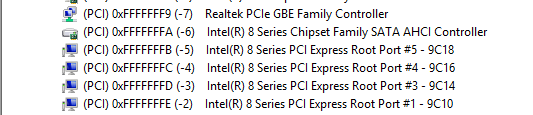 (PCI) 0xFFFFFFF9 (-7) Realtek PCIe GBE Family Controller
(PCI) 0xFFFFFFFA (-6) Intel(R) 8 Series Chipset Family SATA AHCI Controller
(PCI) 0xFFFFFFFB (-5) Intel(R) 8 Series PCI Express Root Port #5 - 9C18
(PCI) 0xFFFFFFFC (-4) Intel(R) 8 Series PCI Express Root Port #4 - 9C16
(PCI) 0xFFFFFFFD (-3) Intel(R) 8 Series PCI Express Root Port #3 - 9C14
(PCI) 0xFFFFFFFE (-2) Intel(R) 8 Series PCI Express Root Port #1 - 9C10